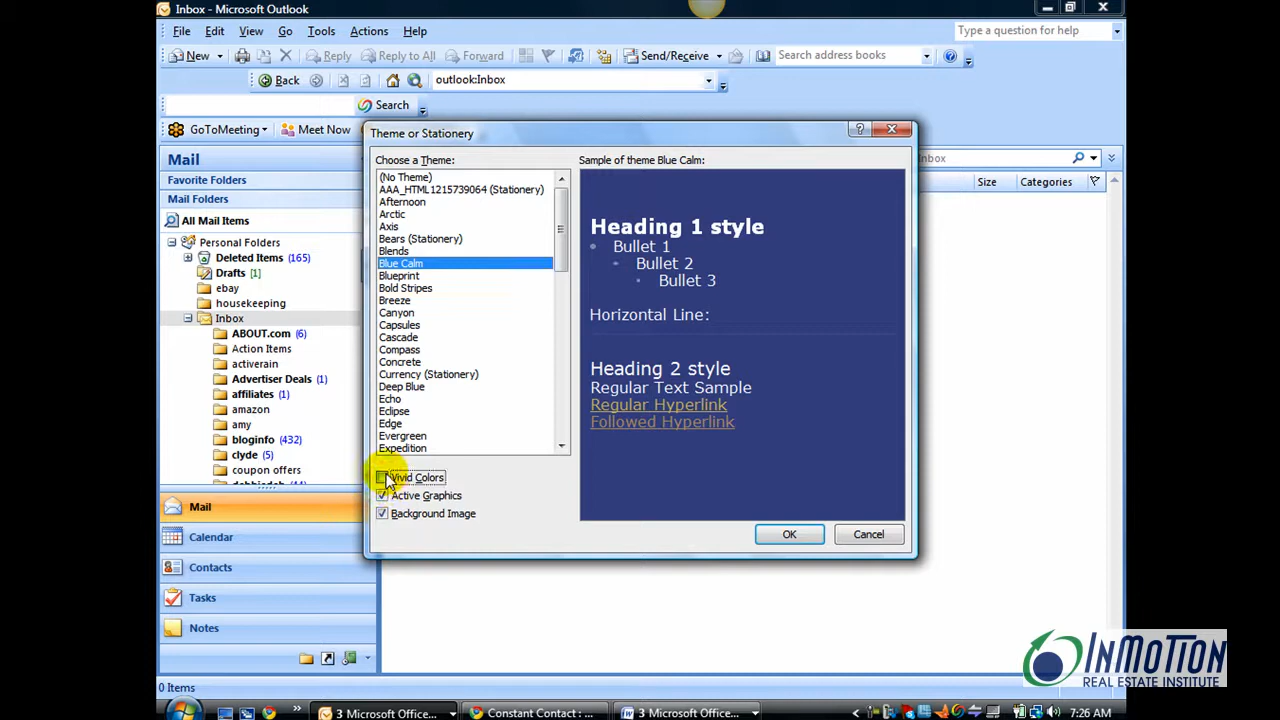 Inbox - Microsoft Outlook
File Edit View Go Tools Actions Help
Type a question for help
New Reply Reply to All Forward Send/Receive Search address books
Back outlook:Inbox
Search
GoToMeeting Meet Now
Mail
Favorite Folders
Mail Folders
All Mail Items
Personal Folders
Deleted Items (165)
Drafts [1]
ebay
housekeeping
Inbox
ABOUT.com (6)
Action Items
activerain
Advertiser Deals (1)
affiliates (1)
amazon
amy
bloginfo (432)
clyde (5)
coupon offers
Mail
Calendar
Contacts
Tasks
Notes
0 Items
Inbox
Size Categories
Theme or Stationery
Choose a Theme:
(No Theme)
AAA_HTML1215739064 (Stationery)
Afternoon
Arctic
Axis
Bears (Stationery)
Blends
Blue Calm
Blueprint
Bold Stripes
Breeze
Canyon
Capsules
Cascade
Compass
Concrete
Currency (Stationery)
Deep Blue
Echo
Eclipse
Edge
Evergreen
Expedition
Vivid Colors
Active Graphics
Background Image
Sample of theme Blue Calm:
Heading 1 style
Bullet 1
Bullet 2
Bullet 3
Horizontal Line:
Heading 2 style
Regular Text Sample
Regular Hyperlink
Followed Hyperlink
OK Cancel
INMOTION
REAL ESTATE INSTITUTE
3 Microsoft Office... Constant Contact : ... 3 Microsoft Office... 7:26 AM